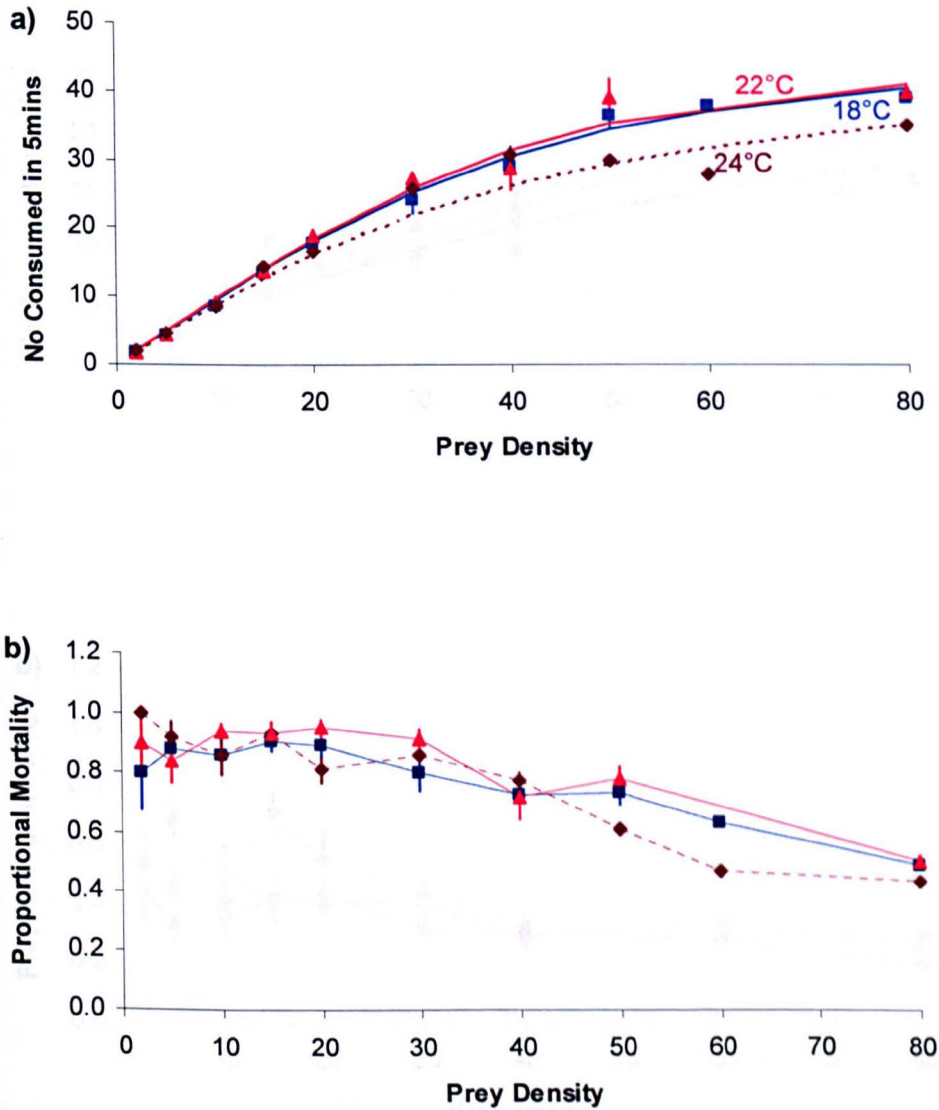 a)
50
40
30
20
10
0
No Consumed in 5mins
22°C
18°C
24°C
0 20 40 60 80
Prey Density
b)
1.2
1.0
0.8
0.6
0.4
0.2
0.0
Proportional Mortality
0 10 20 30 40 50 60 70 80
Prey Density